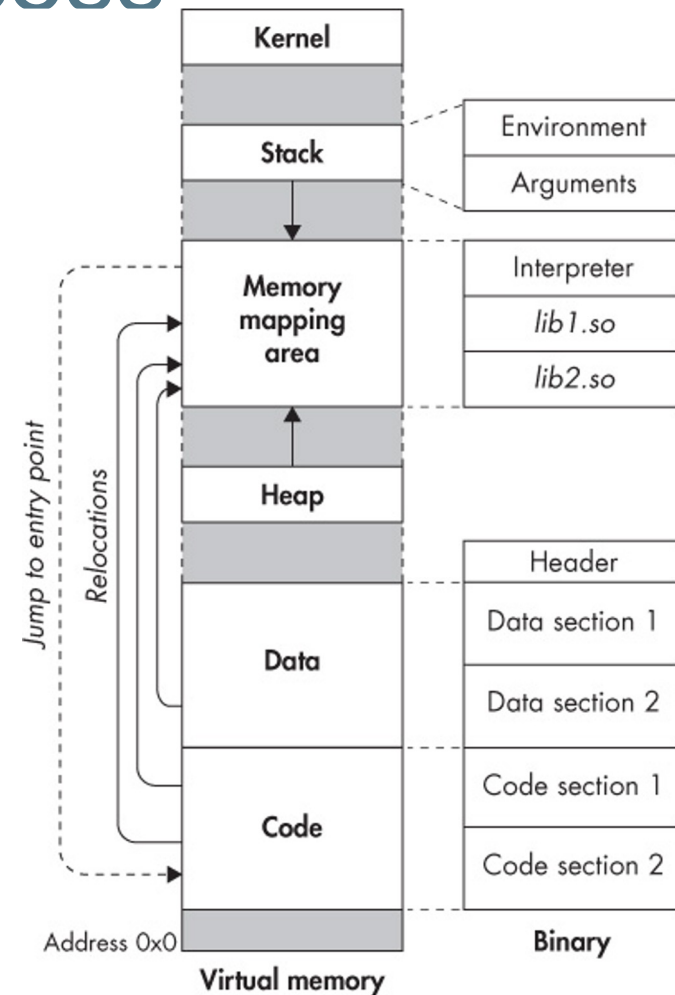 Kernel
Stack
Environment
Arguments
Memory
mapping
area
Interpreter
lib1.so
lib2.so
Heap
Jump to entry point
Relocations
Header
Data
Data section 1
Data section 2
Code
Code section 1
Code section 2
Address 0x0
Virtual memory
Binary